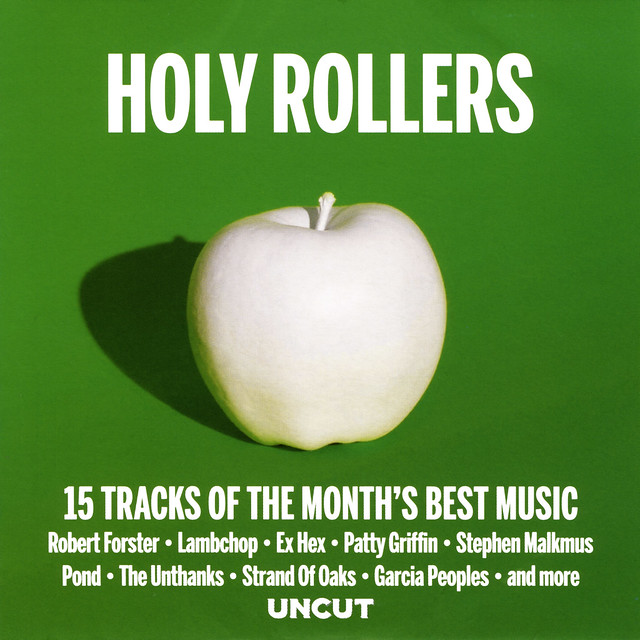 HOLY ROLLERS
15 TRACKS OF THE MONTH'S BEST MUSIC
Robert Forster • Lambchop • Ex Hex • Patty Griffin • Stephen Malkmus
Pond • The Unthanks • Strand Of Oaks • Garcia Peoples • and more
UNCUT